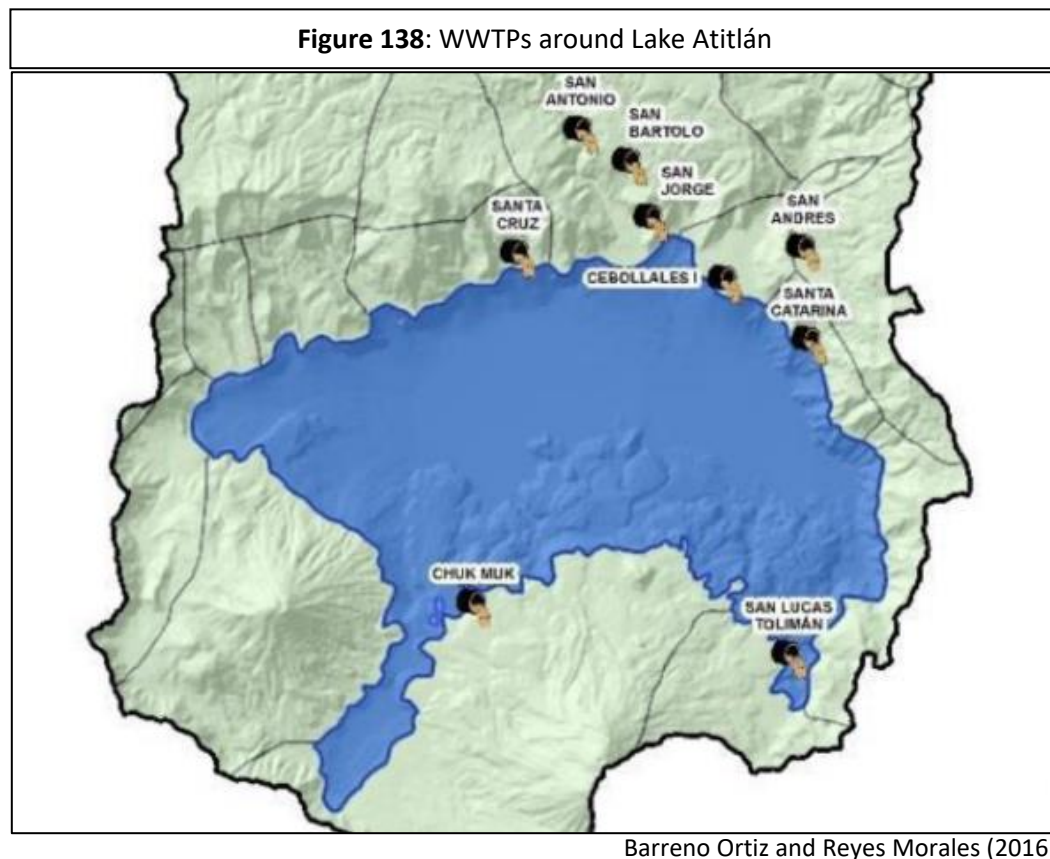 Figure 138: WWTPs around Lake Atitlán
SAN
ANTONIO
SAN
BARTOLO
SAN
JORGE
SANTA
CRUZ
SAN
ANDRES
CEBOLLALES I
SANTA
CATARINA
CHUK MUK
SAN LUCAS
TOLIMÁN
Barreno Ortiz and Reyes Morales (2016